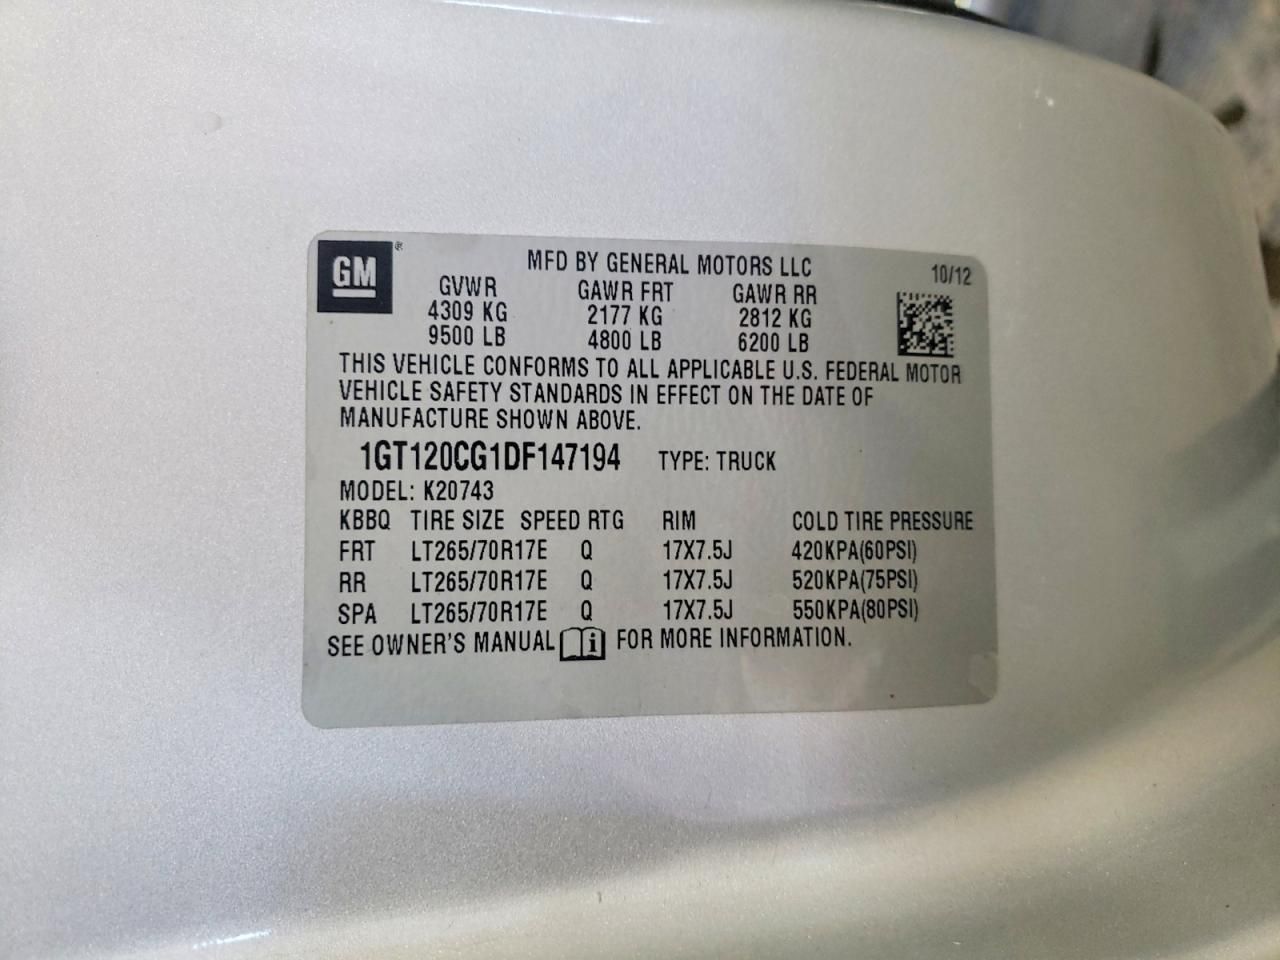 GM ®
MFD BY GENERAL MOTORS LLC 10/12
GVWR GAWR FRT GAWR RR
4309 KG 2177 KG 2812 KG
9500 LB 4800 LB 6200 LB
THIS VEHICLE CONFORMS TO ALL APPLICABLE U.S. FEDERAL MOTOR
VEHICLE SAFETY STANDARDS IN EFFECT ON THE DATE OF
MANUFACTURE SHOWN ABOVE.
1GT120CG1DF147194 TYPE: TRUCK
MODEL: K20743
KBBQ TIRE SIZE SPEED RTG RIM COLD TIRE PRESSURE
FRT LT265/70R17E Q 17X7.5J 420KPA(60PSI)
RR LT265/70R17E Q 17X7.5J 520KPA(75PSI)
SPA LT265/70R17E Q 17X7.5J 550KPA(80PSI)
SEE OWNER'S MANUAL i FOR MORE INFORMATION.